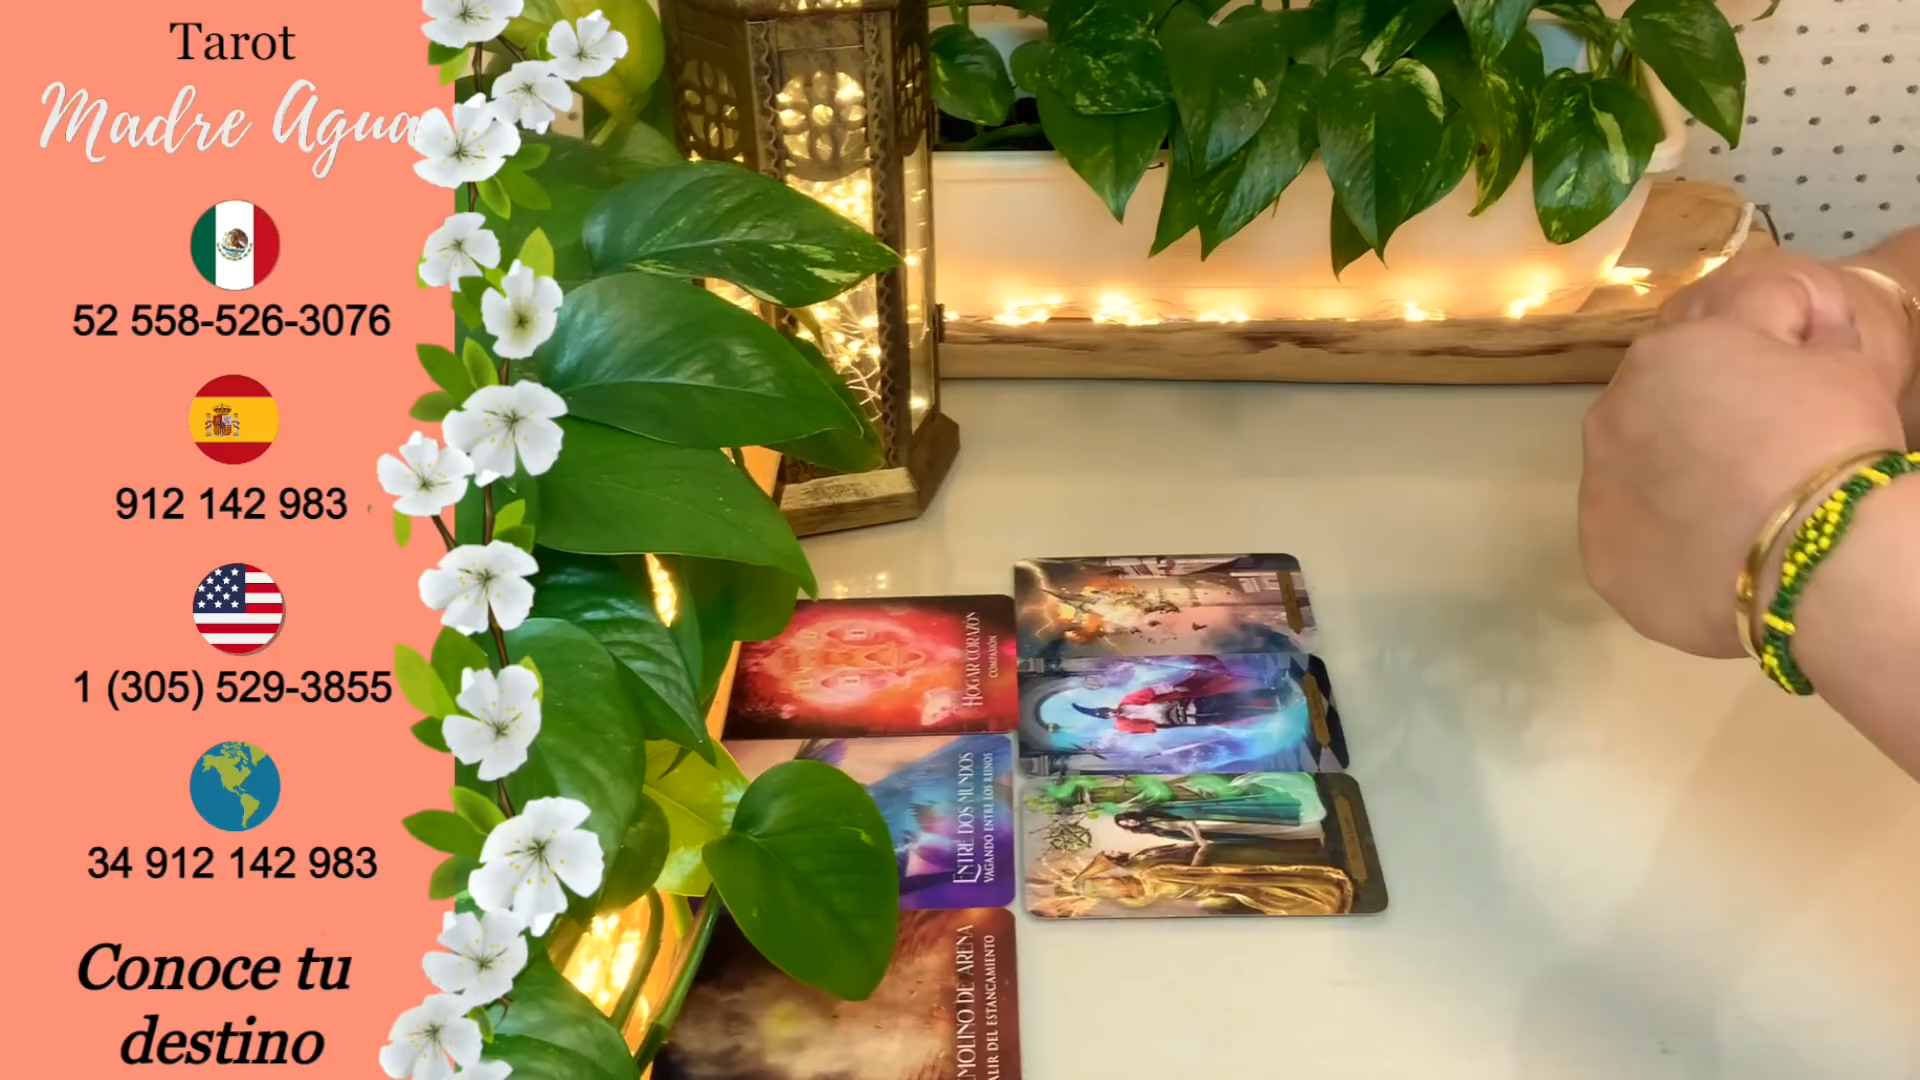 Tarot
Madre Agua
52 558-526-3076
912 142 983
1 (305) 529-3855
34 912 142 983
Conoce tu
destino
HOGAR CORAZÓN
COMPASIÓN
ENTRE DOS MUNDOS
VAGANDO ENTRE LOS REINOS
MOLINO DE ARENA
ALIR DEL ESTANCAMIENTO